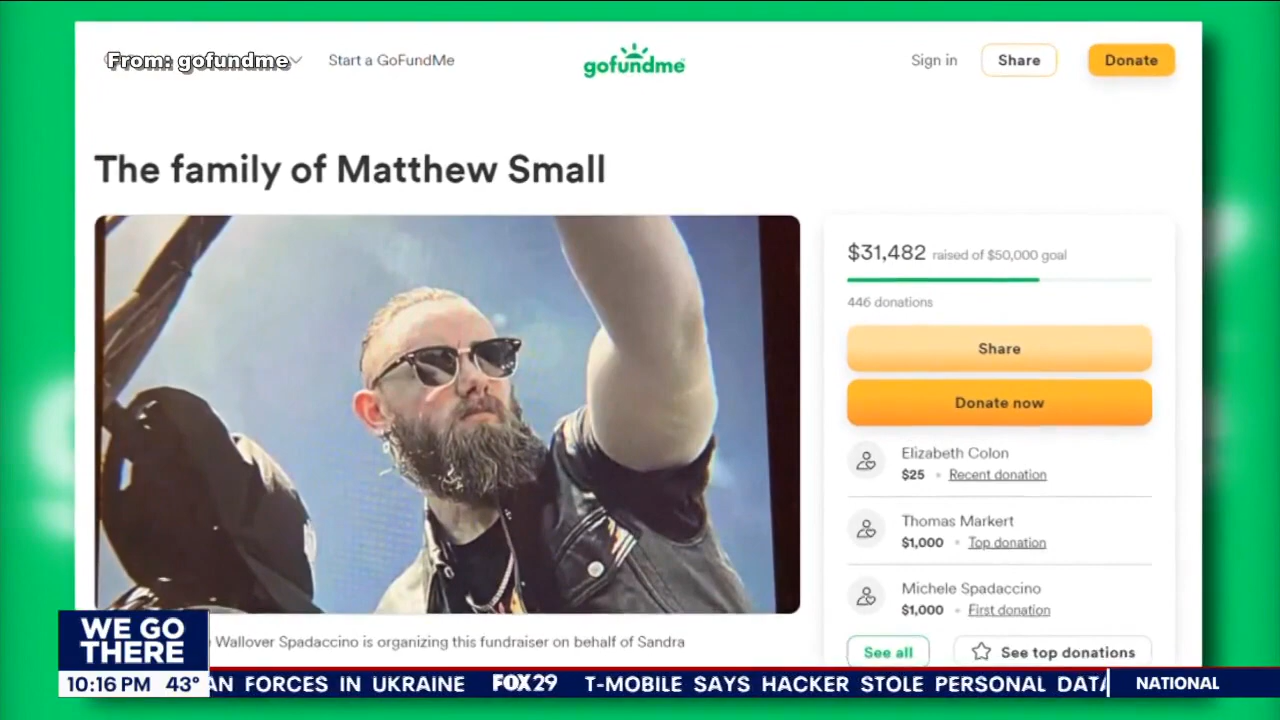 From: gofundme
Start a GoFundMe
gofundme
Sign in
Share
Donate
The family of Matthew Small
$31,482 raised of $50,000 goal
446 donations
Share
Donate now
Elizabeth Colon
$25 • Recent donation
Thomas Markert
$1,000 • Top donation
Michele Spadaccino
$1,000 • First donation
See all
See top donations
Wallover Spadaccino is organizing this fundraiser on behalf of Sandra
WE GO
THERE
10:16 PM 43°
AN FORCES IN UKRAINE FOX29 T-MOBILE SAYS HACKER STOLE PERSONAL DATA
NATIONAL